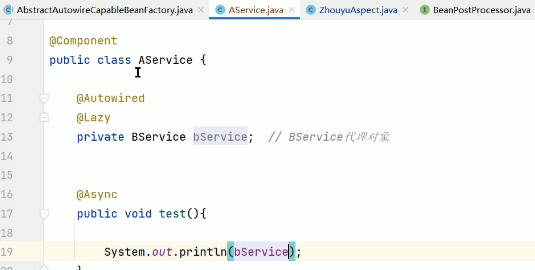 AbstractAutowireCapableBeanFactory.java × AService.java × ZhouyuAspect.java × BeanPostProcessor.java
8 @Component
9 public class AService {
10
11 @Autowired
12 @Lazy
13 private BService bService; // BService代理对象
14
15
16 @Async
17 public void test(){
18
19 System.out.println(bService);
20 }